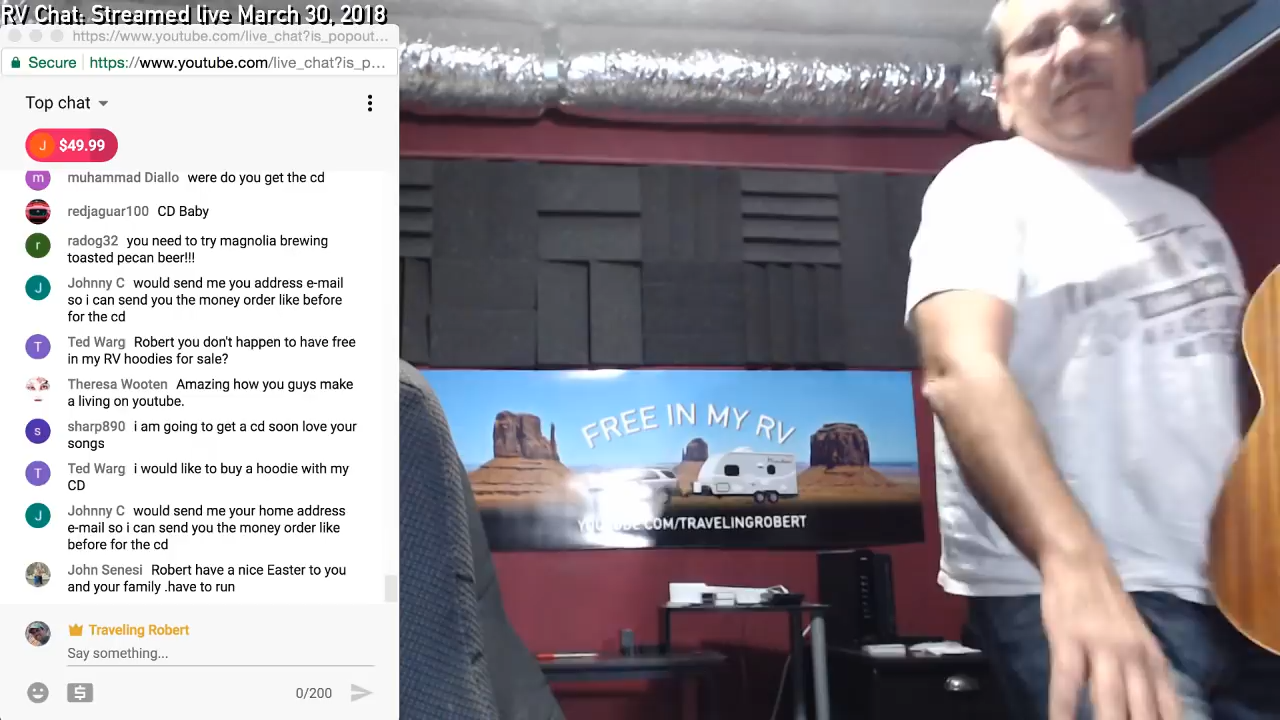 RV Chat: Streamed live March 30, 2018
https://www.youtube.com/live_chat?is_popout...
Secure https://www.youtube.com/live_chat?is_p...
Top chat
J $49.99
m muhammad Diallo were do you get the cd
redjaguar100 CD Baby
r radog32 you need to try magnolia brewing
toasted pecan beer!!!
J Johnny C would send me you address e-mail
so i can send you the money order like before
for the cd
T Ted Warg Robert you don't happen to have free
in my RV hoodies for sale?
Theresa Wooten Amazing how you guys make
a living on youtube.
s sharp890 i am going to get a cd soon love your
songs
T Ted Warg i would like to buy a hoodie with my
CD
J Johnny C would send me your home address
e-mail so i can send you the money order like
before for the cd
John Senesi Robert have a nice Easter to you
and your family .have to run
Traveling Robert
Say something...
0/200
FREE IN MY RV
YOUTUBE.COM/TRAVELINGROBERT